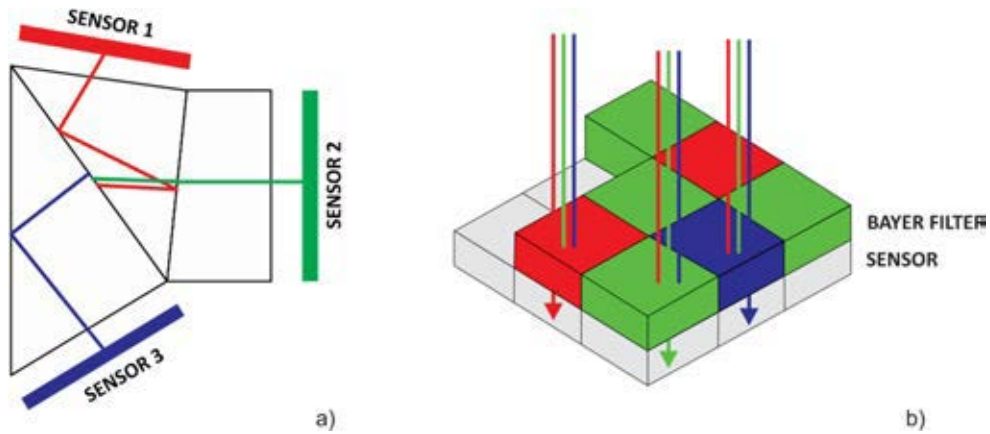 SENSOR 1
SENSOR 2
SENSOR 3
a)
BAYER FILTER
SENSOR
b)